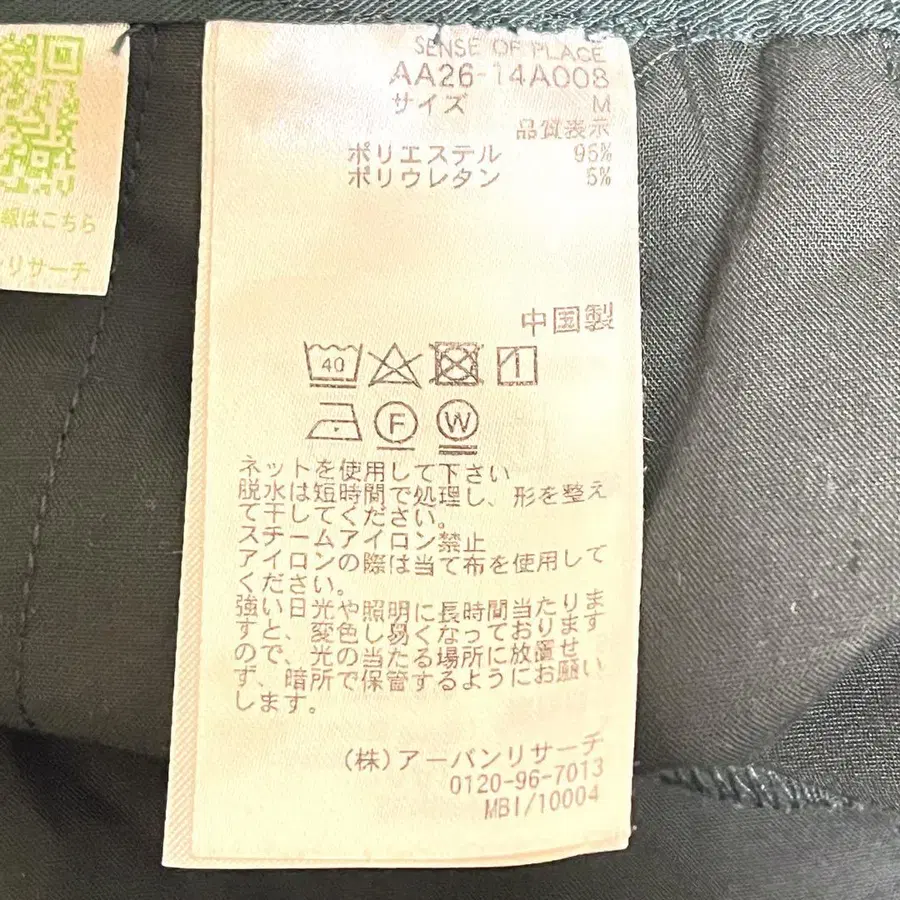 SENSE OF PLACE
AA26-14A008
サイズ M
品質表示
ポリエステル 95%
ポリウレタン 5%
中国製
40
F W
ネットを使用して下さい
脱水は短時間で処理し、形を整え
て干してください。
スチームアイロン禁止
アイロンの際は当て布を使用して
ください。
強い日光や照明に長時間当たりま
すと、変色し易くなっております
ので、光の当たる場所に放置せ
ず、暗所で保管するようにお願い
します。
(株)アーバンリサーチ
0120-96-7013
MBI/10004
報はこちら
リサーチ